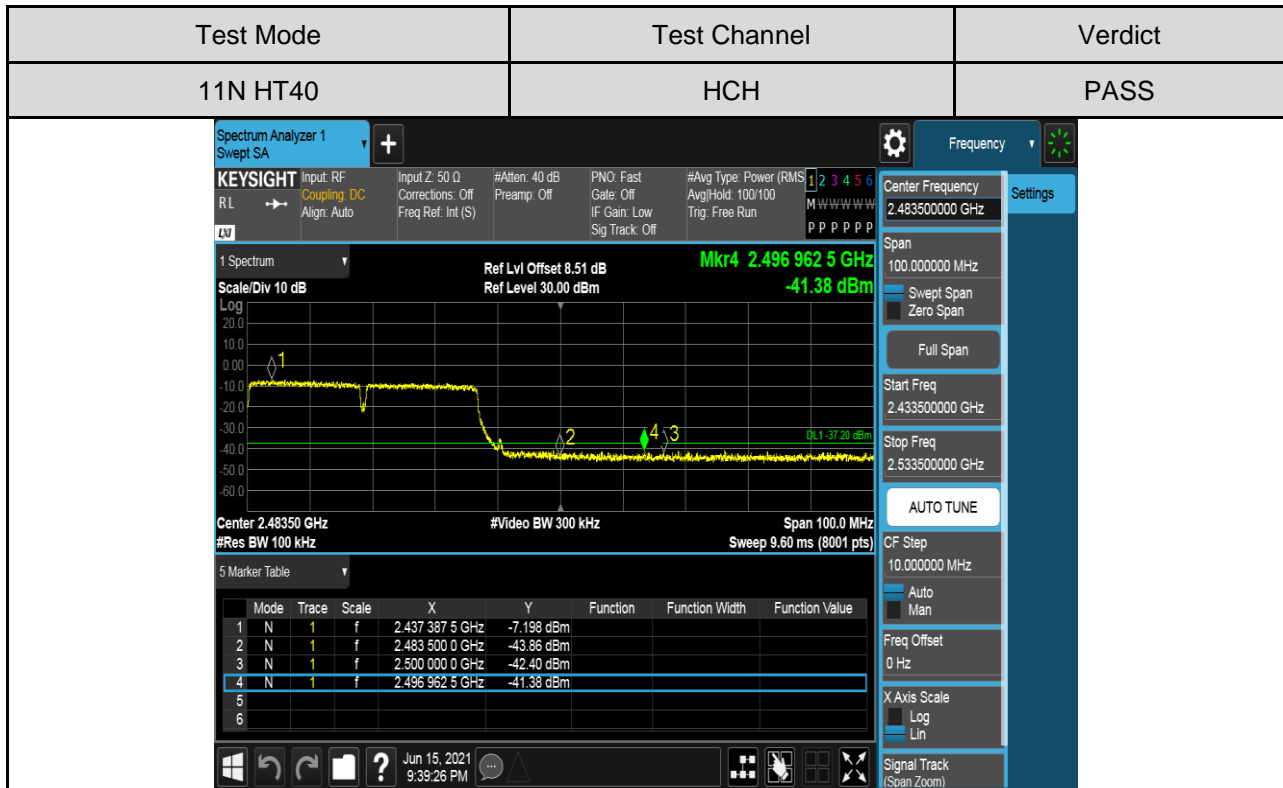 Test Mode Test Channel Verdict
11N HT40 HCH PASS
Spectrum Analyzer 1
Swept SA
+
Frequency
KEYSIGHT Input: RF Input Z: 50 Ω #Atten: 40 dB PNO: Fast #Avg Type: Power (RMS 1 2 3 4 5 6
RL Coupling: DC Corrections: Off Preamp: Off Gate: Off Avg|Hold: 100/100 M W W W W W
Align: Auto Freq Ref: Int (S) IF Gain: Low Trig: Free Run
LXI Sig Track: Off P P P P P P
1 Spectrum
Ref Lvl Offset 8.51 dB Mkr4 2.496 962 5 GHz
Scale/Div 10 dB Ref Level 30.00 dBm -41.38 dBm
Log
20.0
10.0
0.00
-10.0
-20.0
-30.0
-40.0
-50.0
-60.0
1
2
4
3
DL1 -37.20 dBm
Center 2.48350 GHz #Video BW 300 kHz Span 100.0 MHz
#Res BW 100 kHz Sweep 9.60 ms (8001 pts)
5 Marker Table
Mode Trace Scale X Y Function Function Width Function Value
1 N 1 f 2.437 387 5 GHz -7.198 dBm
2 N 1 f 2.483 500 0 GHz -43.86 dBm
3 N 1 f 2.500 000 0 GHz -42.40 dBm
4 N 1 f 2.496 962 5 GHz -41.38 dBm
5
6
?
Jun 15, 2021
9:39:26 PM
Center Frequency
2.483500000 GHz
Settings
Span
100.000000 MHz
Swept Span
Zero Span
Full Span
Start Freq
2.433500000 GHz
Stop Freq
2.533500000 GHz
AUTO TUNE
CF Step
10.000000 MHz
Auto
Man
Freq Offset
0 Hz
X Axis Scale
Log
Lin
Signal Track
(Span Zoom)